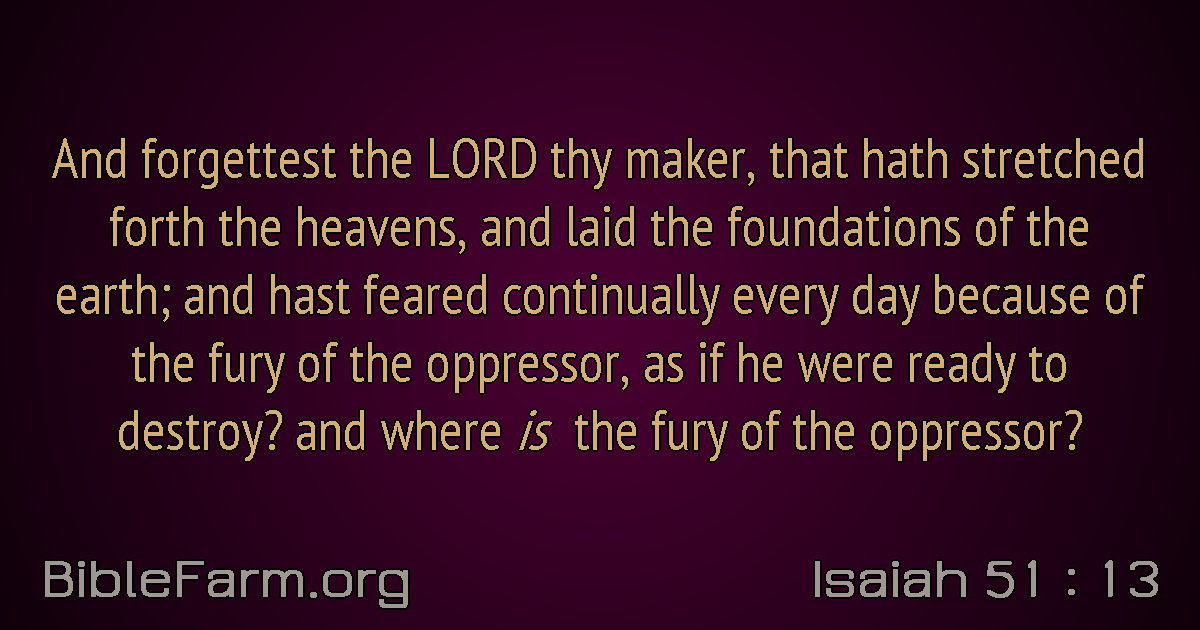 And forgettest the LORD thy maker, that hath stretched
forth the heavens, and laid the foundations of the
earth; and hast feared continually every day because of
the fury of the oppressor, as if he were ready to
destroy? and where is the fury of the oppressor?
BibleFarm.org
Isaiah 51 : 13